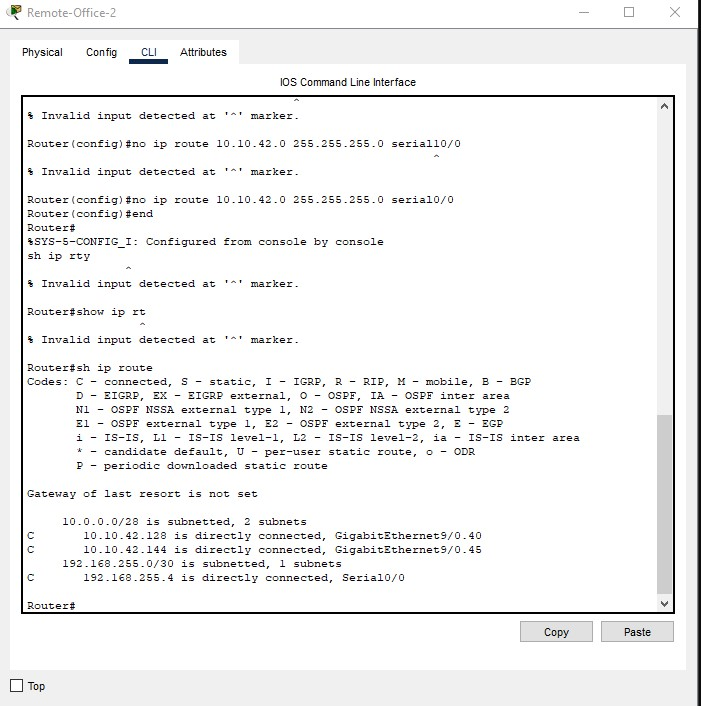 Remote-Office-2
Physical Config CLI Attributes
IOS Command Line Interface
^
% Invalid input detected at '^' marker.
Router(config)#no ip route 10.10.42.0 255.255.255.0 serial10/0
^
% Invalid input detected at '^' marker.
Router(config)#no ip route 10.10.42.0 255.255.255.0 serial0/0
Router(config)#end
Router#
%SYS-5-CONFIG_I: Configured from console by console
sh ip rty
^
% Invalid input detected at '^' marker.
Router#show ip rt
^
% Invalid input detected at '^' marker.
Router#sh ip route
Codes: C - connected, S - static, I - IGRP, R - RIP, M - mobile, B - BGP
D - EIGRP, EX - EIGRP external, O - OSPF, IA - OSPF inter area
N1 - OSPF NSSA external type 1, N2 - OSPF NSSA external type 2
E1 - OSPF external type 1, E2 - OSPF external type 2, E - EGP
i - IS-IS, L1 - IS-IS level-1, L2 - IS-IS level-2, ia - IS-IS inter area
* - candidate default, U - per-user static route, o - ODR
P - periodic downloaded static route
Gateway of last resort is not set
10.0.0.0/28 is subnetted, 2 subnets
C 10.10.42.128 is directly connected, GigabitEthernet9/0.40
C 10.10.42.144 is directly connected, GigabitEthernet9/0.45
192.168.255.0/30 is subnetted, 1 subnets
C 192.168.255.4 is directly connected, Serial0/0
Router#
Copy Paste
Top